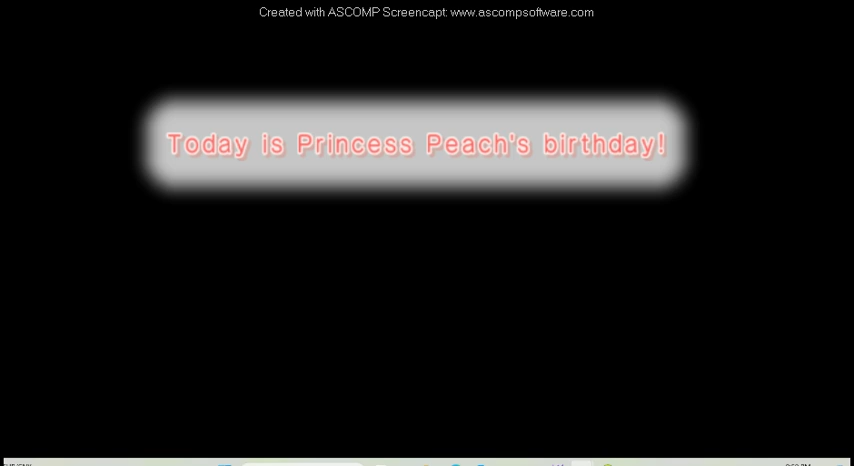 Created with ASCOMP Screencapt: www.ascompsoftware.com
Today is Princess Peach's birthday!